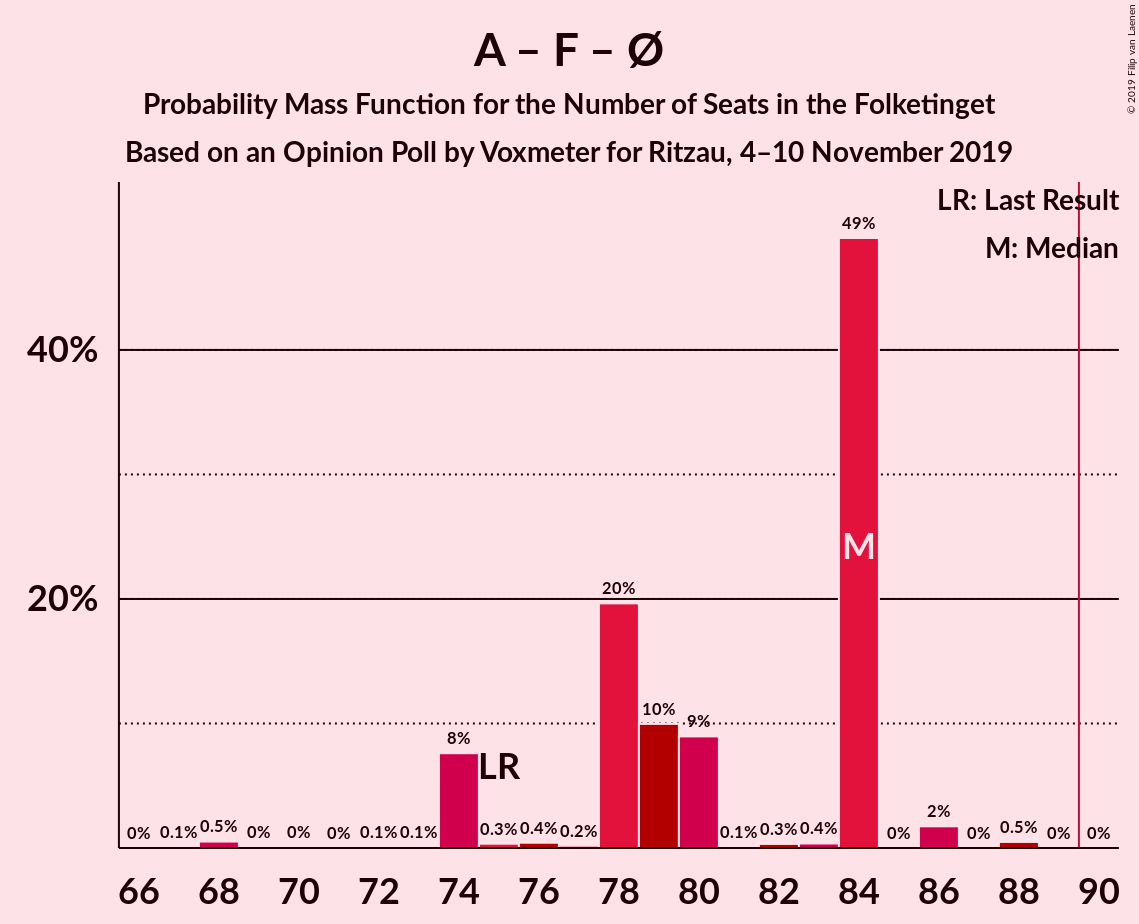 A – F – Ø
Probability Mass Function for the Number of Seats in the Folketinget
Based on an Opinion Poll by Voxmeter for Ritzau, 4–10 November 2019
© 2019 Filip van Laenen
LR: Last Result
M: Median
49%
40%
M
20%
20%
10%
9%
8%
LR
2%
0% 0.1% 0.5% 0% 0% 0% 0.1% 0.1% 0.3% 0.4% 0.2% 0.1% 0.3% 0.4% 0% 0% 0.5% 0% 0%
66 68 70 72 74 76 78 80 82 84 86 88 90